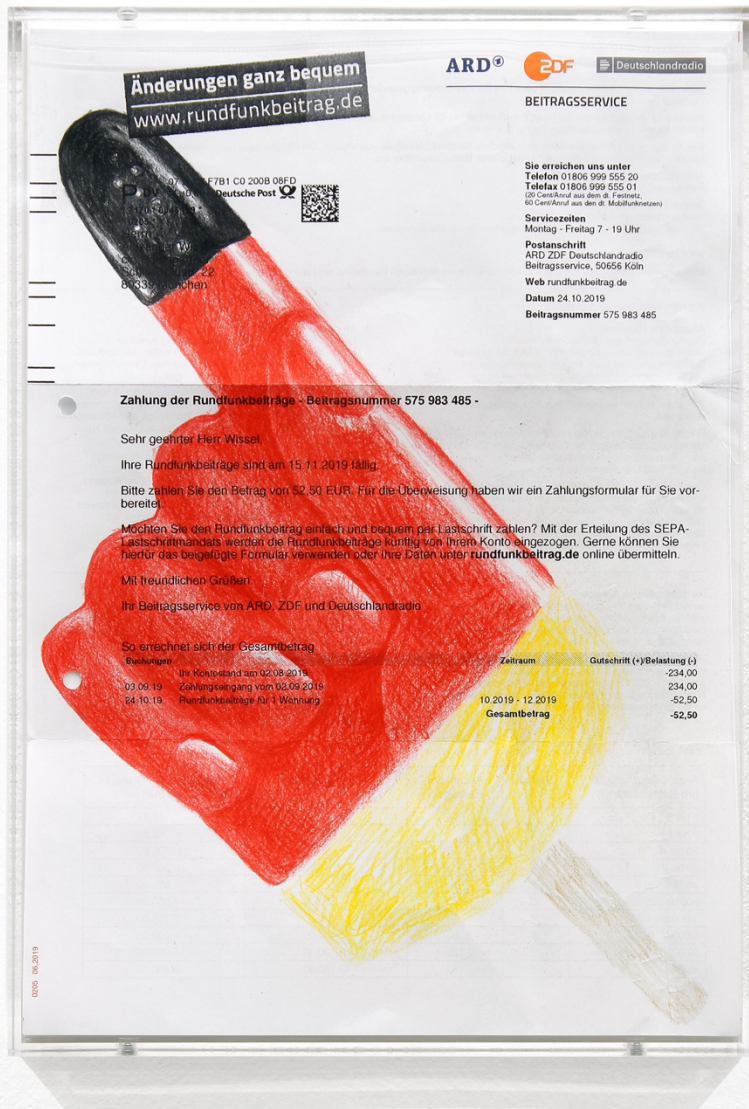 Änderungen ganz bequem
www.rundfunkbeitrag.de
ARD ZDF Deutschlandradio
BEITRAGSSERVICE
F7B1 C0 200B 08FD
Deutsche Post
22
Sie erreichen uns unter
Telefon 01806 999 555 20
Telefax 01806 999 555 01
(20 Cent/Anruf aus dem dt. Festnetz,
60 Cent/Anruf aus den dt. Mobilfunknetzen)
Servicezeiten
Montag - Freitag 7 - 19 Uhr
Postanschrift
ARD ZDF Deutschlandradio
Beitragsservice, 50656 Köln
Web rundfunkbeitrag.de
Datum 24.10.2019
Beitragsnummer 575 983 485
Zahlung der Rundfunkbeiträge - Beitragsnummer 575 983 485 -
Sehr geehrter Herr Wissel,
Ihre Rundfunkbeiträge sind am 15.11.2019 fällig.
Bitte zahlen Sie den Betrag von 52,50 EUR. Für die Überweisung haben wir ein Zahlungsformular für Sie vor-
bereitet.
Möchten Sie den Rundfunkbeitrag einfach und bequem per Lastschrift zahlen? Mit der Erteilung des SEPA-
Lastschriftmandats werden die Rundfunkbeiträge künftig von Ihrem Konto eingezogen. Gerne können Sie
hierfür das beigefügte Formular verwenden oder Ihre Daten unter rundfunkbeitrag.de online übermitteln.
Mit freundlichen Grüßen
Ihr Beitragsservice von ARD, ZDF und Deutschlandradio
So errechnet sich der Gesamtbetrag
Buchungen Zeitraum Gutschrift (+)/Belastung (-)
Ihr Kontostand am 02.08.2019 -234,00
03.09.19 Zahlungseingang vom 02.09.2019 234,00
24.10.19 Rundfunkbeiträge für 1 Wohnung 10.2019 - 12.2019 -52,50
Gesamtbetrag -52,50
0205 06.2019